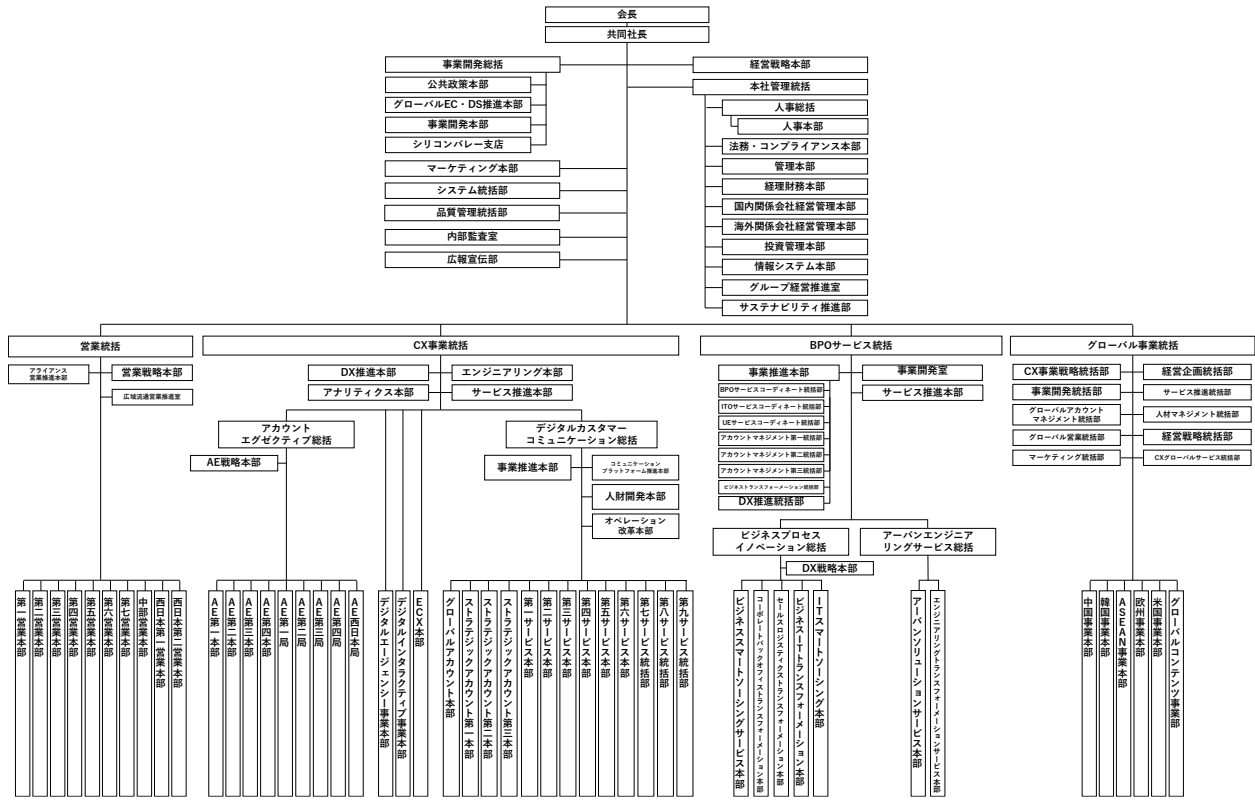 会長
共同社長
事業開発総括
公共政策本部
グローバルEC・DS推進本部
事業開発本部
シリコンバレー支店
マーケティング本部
システム統括部
品質管理統括部
内部監査室
広報宣伝部
経営戦略本部
本社管理統括
人事総括
人事本部
法務・コンプライアンス本部
管理本部
経理財務本部
国内関係会社経営管理本部
海外関係会社経営管理本部
投資管理本部
情報システム本部
グループ経営推進室
サステナビリティ推進部
営業統括
アライアンス
営業推進本部
営業戦略本部
広域流通営業推進室
第一営業本部
第二営業本部
第三営業本部
第四営業本部
第五営業本部
第六営業本部
第七営業本部
中部営業本部
西日本第一営業本部
西日本第二営業本部
CX事業統括
DX推進本部
エンジニアリング本部
アナリティクス本部
サービス推進本部
アカウント
エグゼクティブ総括
AE戦略本部
AE第一本部
AE第二本部
AE第三本部
AE第四本部
AE第一局
AE第二局
AE第三局
AE第四局
AE西日本局
デジタルエージェンシー事業本部
デジタルインタラクティブ事業本部
ECX本部
デジタルカスタマー
コミュニケーション総括
事業推進本部
コミュニケーション
プラットフォーム推進本部
人財開発本部
オペレーション
改革本部
グローバルアカウント本部
ストラテジックアカウント第一本部
ストラテジックアカウント第二本部
ストラテジックアカウント第三本部
第一サービス本部
第二サービス本部
第三サービス本部
第四サービス本部
第五サービス本部
第六サービス本部
第七サービス統括部
第八サービス統括部
第九サービス統括部
BPOサービス統括
事業推進本部
事業開発室
サービス推進本部
BPOサービスコーディネート統括部
ITOサービスコーディネート統括部
UEサービスコーディネート統括部
アカウントマネジメント第一統括部
アカウントマネジメント第二統括部
アカウントマネジメント第三統括部
ビジネストランスフォーメーション統括部
DX推進統括部
ビジネスプロセス
イノベーション総括
DX戦略本部
ビジネススマートソーシングサービス本部
コーポレートバックオフィストランスフォーメーション本部
セールスロジスティクストランスフォーメーション本部
ビジネスITトランスフォーメーション本部
ITスマートソーシング本部
アーバンエンジニア
リングサービス総括
アーバンソリューションサービス本部
エンジニアリングトランスフォーメーションサービス本部
グローバル事業統括
CX事業戦略統括部
経営企画統括部
事業開発統括部
サービス推進統括部
グローバルアカウント
マネジメント統括部
人材マネジメント統括部
グローバル営業統括部
経営戦略統括部
マーケティング統括部
CXグローバルサービス統括部
中国事業本部
韓国事業本部
ASEAN事業本部
欧州事業本部
米国事業本部
グローバルコンテンツ事業部